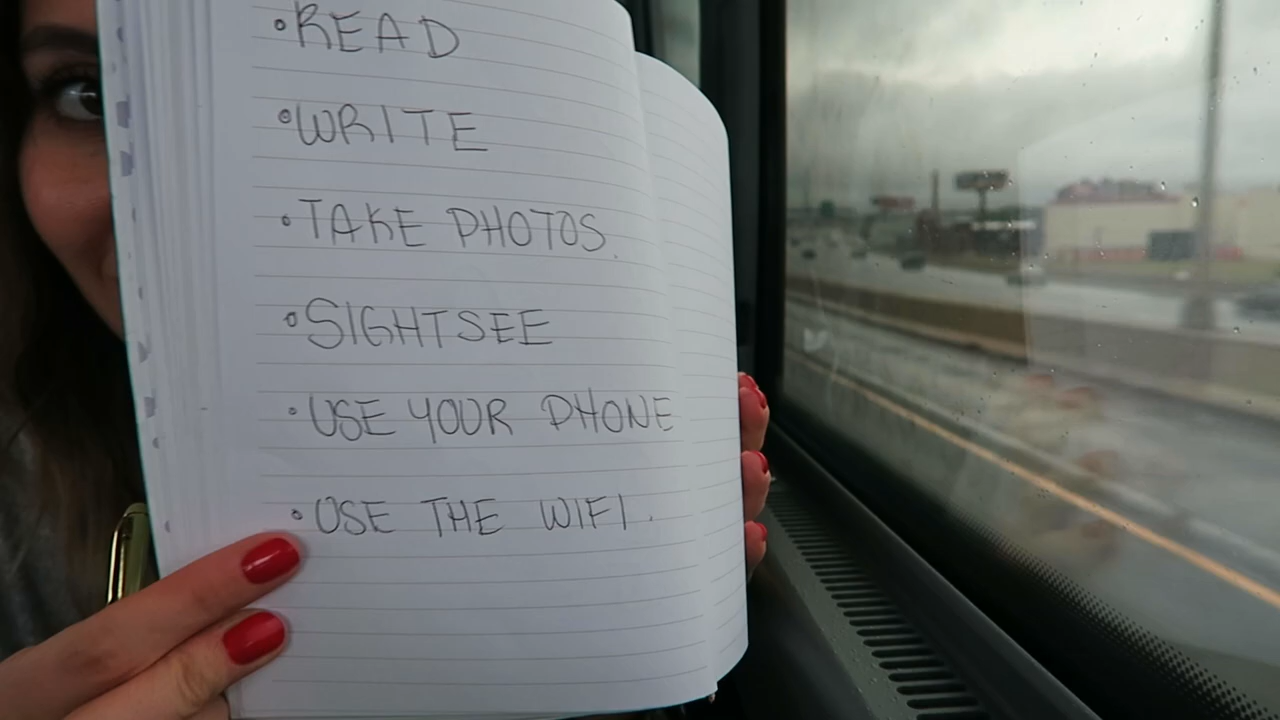 •READ
•WRITE
•TAKE PHOTOS.
•SIGHTSEE
•USE YOUR PHONE
•USE THE WIFI.